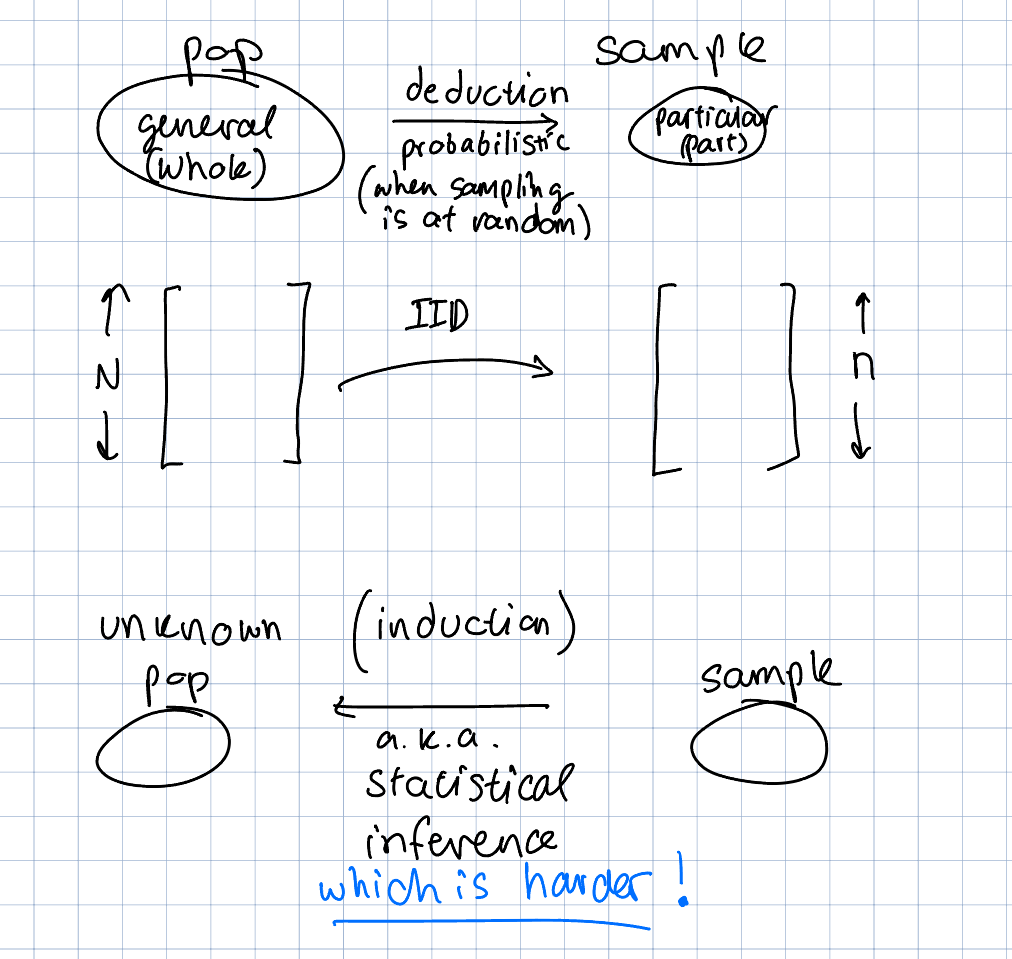 pop
sample
deduction
general
(whole)
particular
(part)
probabilistic
(when sampling
is at random)
IID
N
n
unknown
pop
(induction)
sample
a.k.a.
statistical
inference
which is harder!